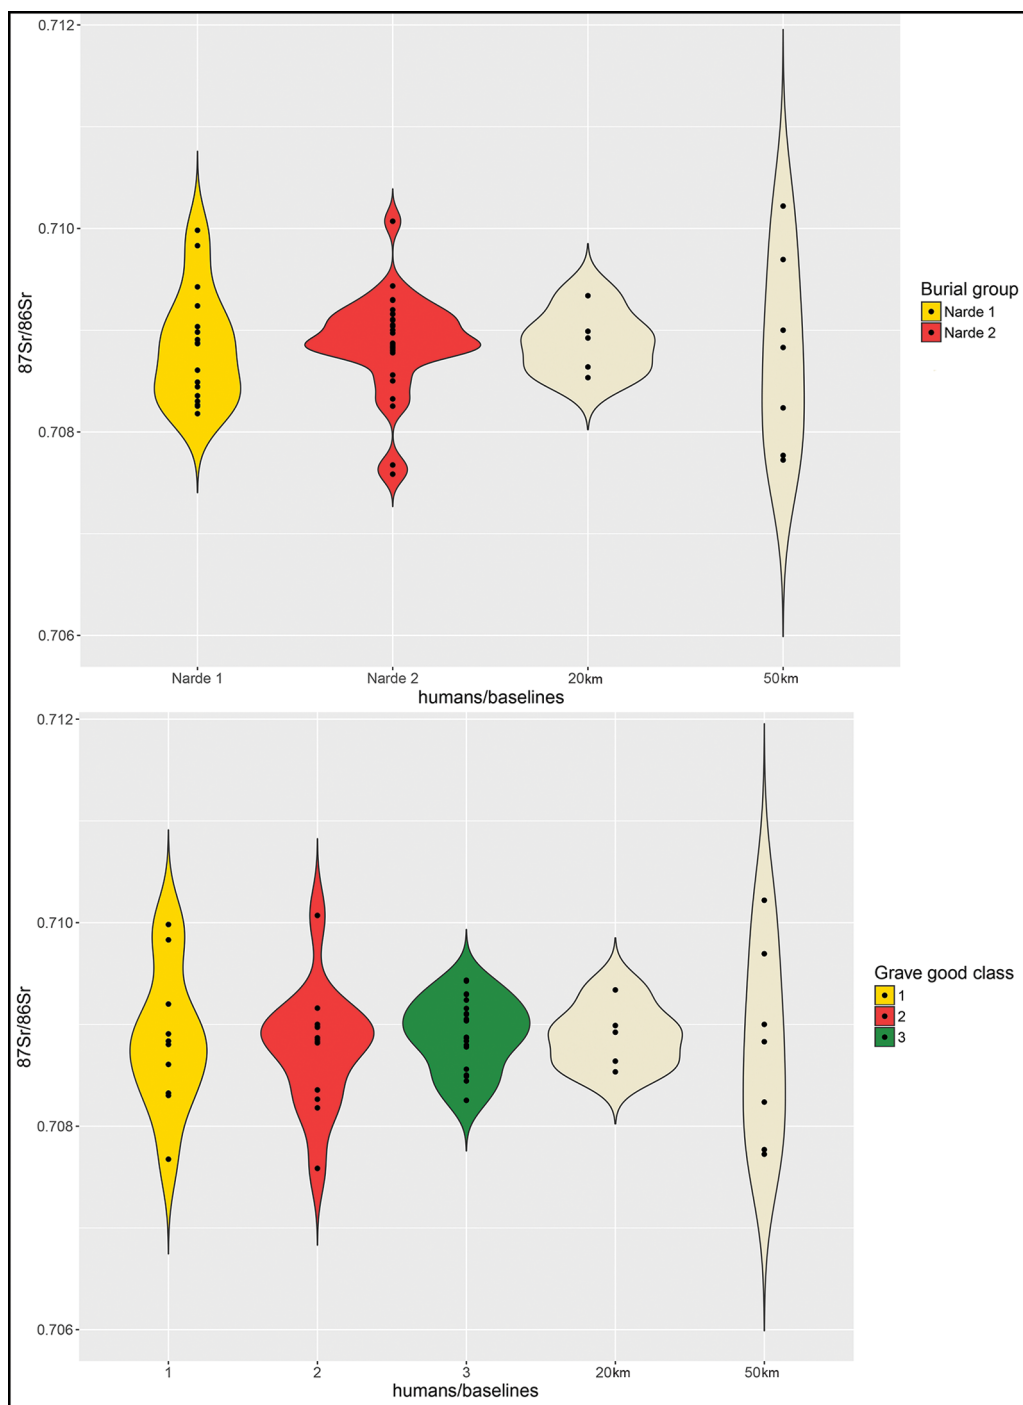 0.712
0.710
0.708
0.706
87Sr/86Sr
Narde 1 Narde 2 20km 50km
humans/baselines
Burial group
Narde 1
Narde 2
0.712
0.710
0.708
0.706
87Sr/86Sr
1 2 3 20km 50km
humans/baselines
Grave good class
1
2
3